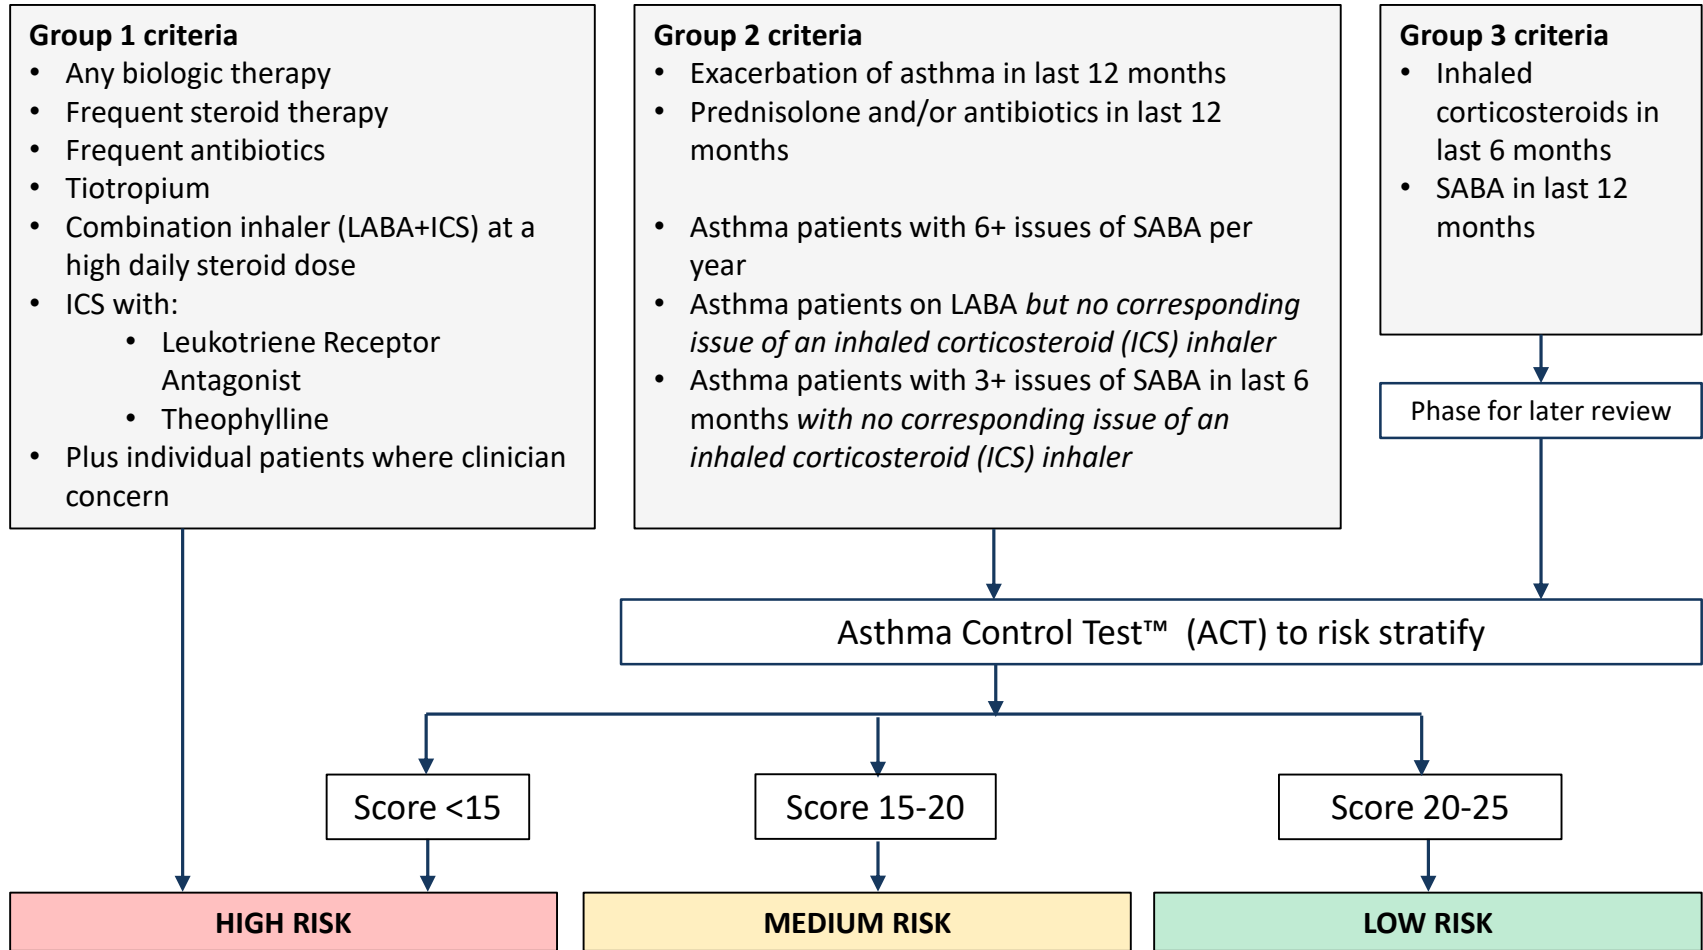 Group 1 criteria
• Any biologic therapy
• Frequent steroid therapy
• Frequent antibiotics
• Tiotropium
• Combination inhaler (LABA+ICS) at a
high daily steroid dose
• ICS with:
• Leukotriene Receptor
Antagonist
• Theophylline
• Plus individual patients where clinician
concern
Group 2 criteria
• Exacerbation of asthma in last 12 months
• Prednisolone and/or antibiotics in last 12
months
• Asthma patients with 6+ issues of SABA per
year
• Asthma patients on LABA but no corresponding
issue of an inhaled corticosteroid (ICS) inhaler
• Asthma patients with 3+ issues of SABA in last 6
months with no corresponding issue of an
inhaled corticosteroid (ICS) inhaler
Group 3 criteria
• Inhaled
corticosteroids in
last 6 months
• SABA in last 12
months
Phase for later review
Asthma Control Test™ (ACT) to risk stratify
Score <15
Score 15-20
Score 20-25
HIGH RISK
MEDIUM RISK
LOW RISK